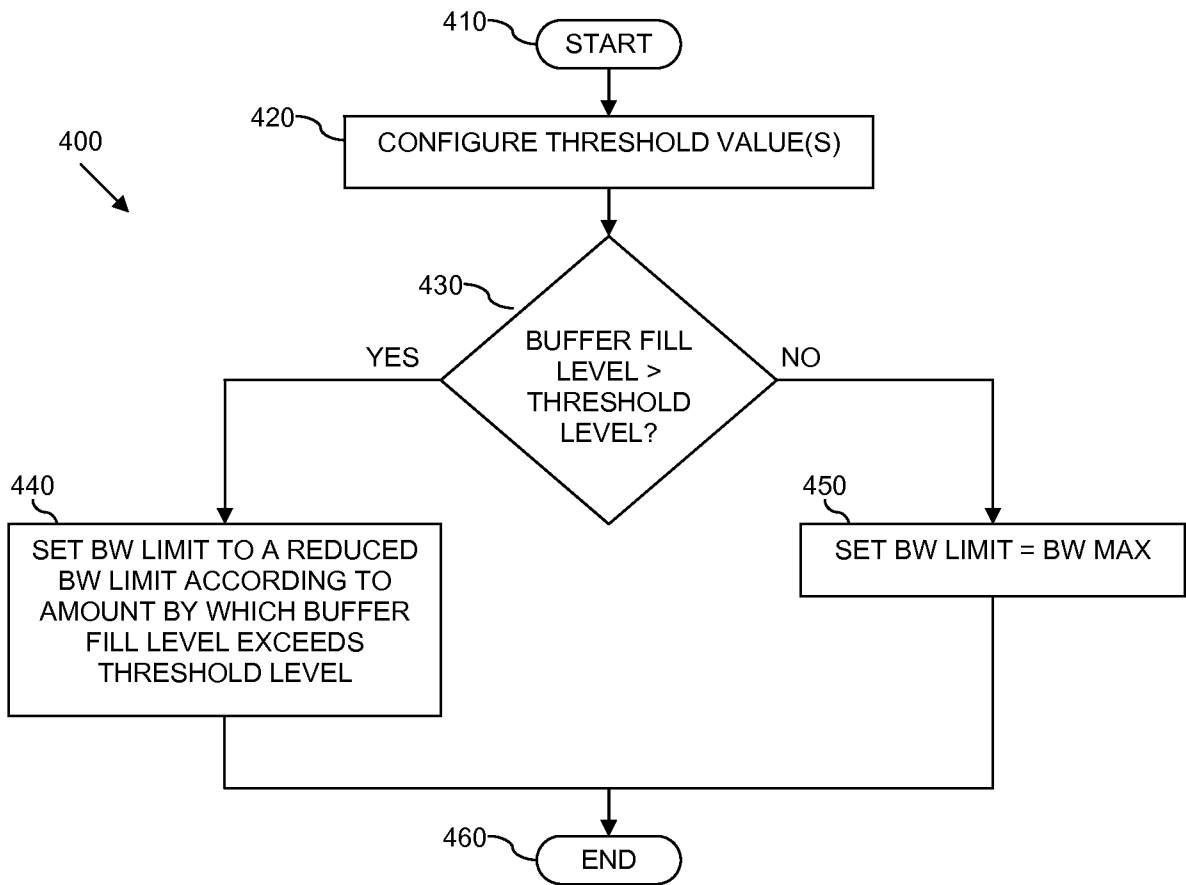 410
START
420
CONFIGURE THRESHOLD VALUE(S)
400
430
BUFFER FILL
LEVEL >
THRESHOLD
LEVEL?
YES
NO
440
SET BW LIMIT TO A REDUCED
BW LIMIT ACCORDING TO
AMOUNT BY WHICH BUFFER
FILL LEVEL EXCEEDS
THRESHOLD LEVEL
450
SET BW LIMIT = BW MAX
460
END